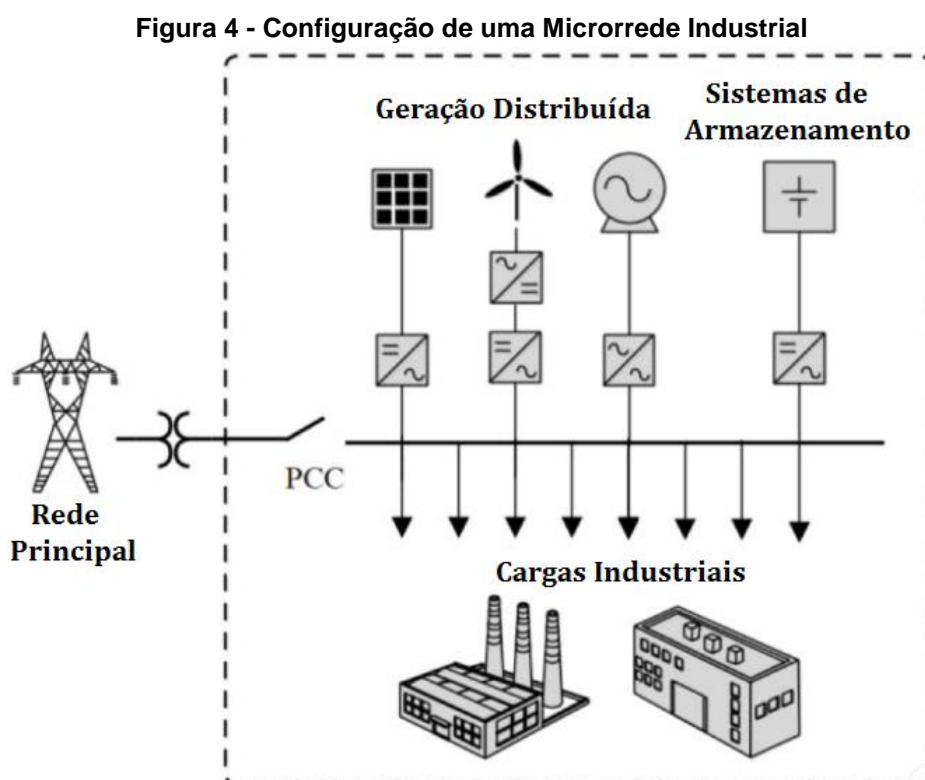 Figura 4 - Configuração de uma Microrrede Industrial
Geração Distribuída
Sistemas de
Armazenamento
PCC
Rede
Principal
Cargas Industriais